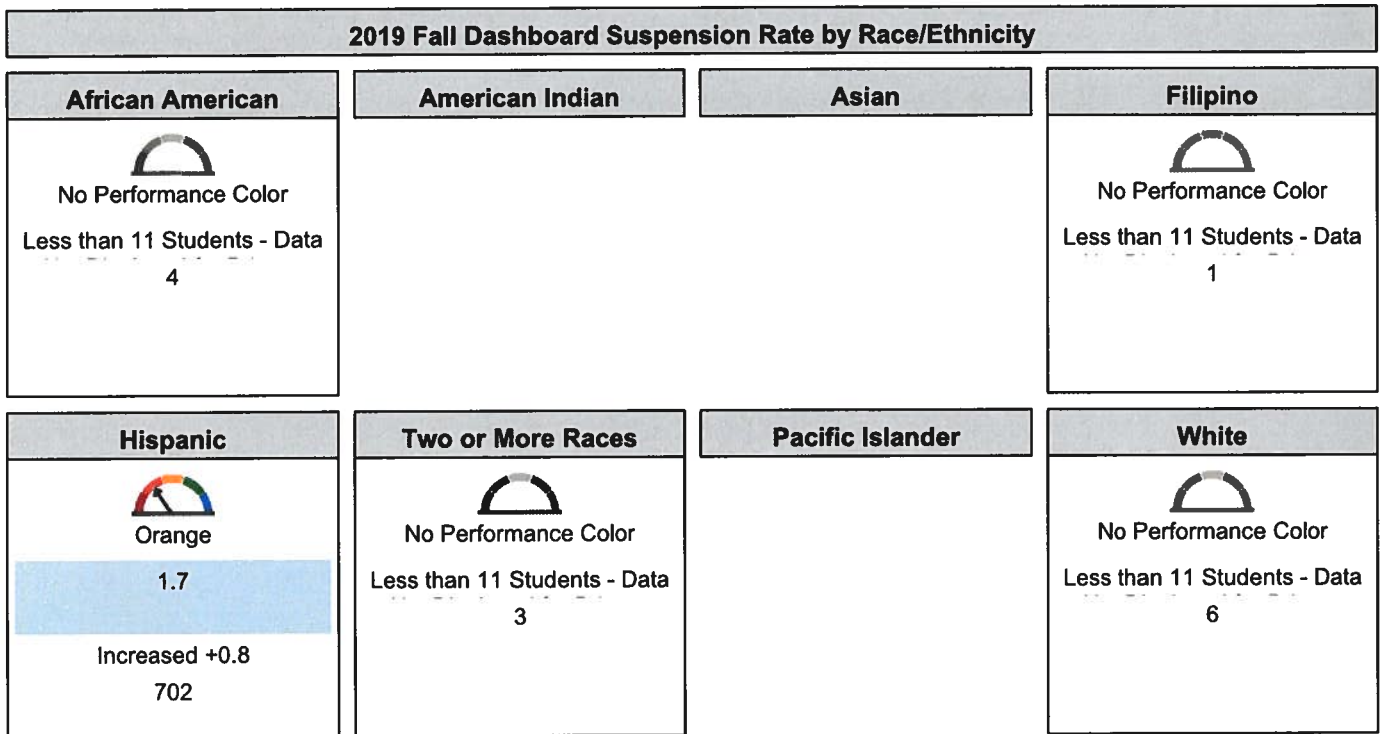 2019 Fall Dashboard Suspension Rate by Race/Ethnicity
African American
American Indian
Asian
Filipino
No Performance Color
Less than 11 Students - Data
4
No Performance Color
Less than 11 Students - Data
1
Hispanic
Two or More Races
Pacific Islander
White
Orange
1.7
Increased +0.8
702
No Performance Color
Less than 11 Students - Data
3
No Performance Color
Less than 11 Students - Data
6